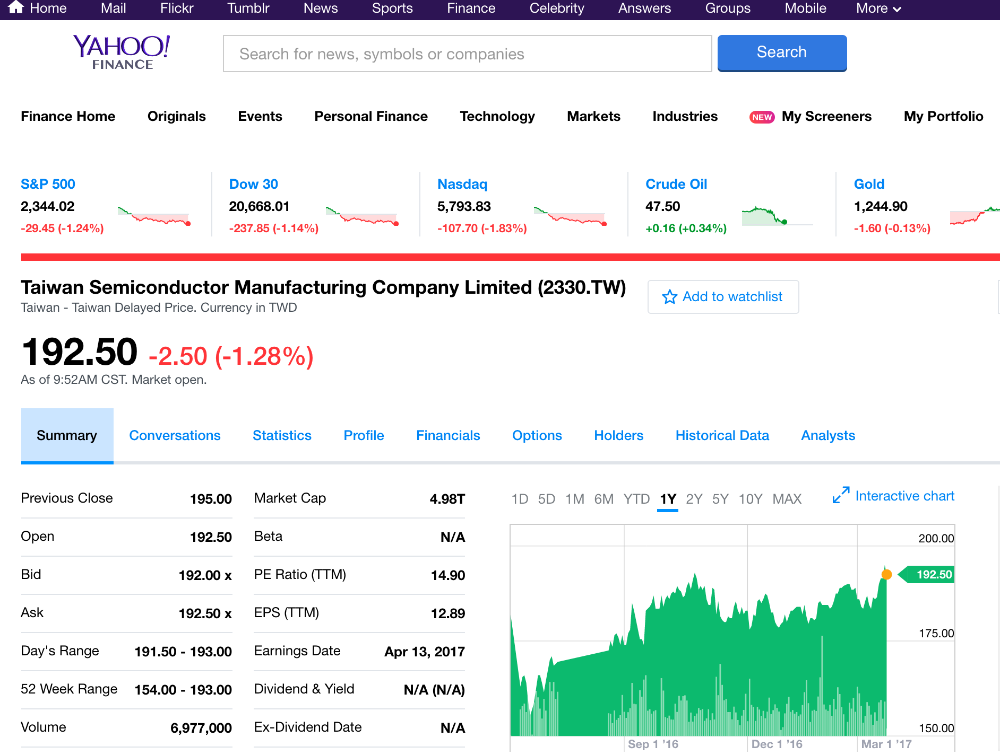 Home Mail Flickr Tumblr News Sports Finance Celebrity Answers Groups Mobile More
YAHOO!
FINANCE
Search for news, symbols or companies
Search
Finance Home Originals Events Personal Finance Technology Markets Industries NEW My Screeners My Portfolio
S&P 500 Dow 30 Nasdaq Crude Oil Gold
2,344.02 20,668.01 5,793.83 47.50 1,244.90
-29.45 (-1.24%) -237.85 (-1.14%) -107.70 (-1.83%) +0.16 (+0.34%) -1.60 (-0.13%)
Taiwan Semiconductor Manufacturing Company Limited (2330.TW) Add to watchlist
Taiwan - Taiwan Delayed Price. Currency in TWD
192.50 -2.50 (-1.28%)
As of 9:52AM CST. Market open.
Summary Conversations Statistics Profile Financials Options Holders Historical Data Analysts
Previous Close 195.00
Open 192.50
Bid 192.00 x
Ask 192.50 x
Day's Range 191.50 - 193.00
52 Week Range 154.00 - 193.00
Volume 6,977,000
Market Cap 4.98T
Beta N/A
PE Ratio (TTM) 14.90
EPS (TTM) 12.89
Earnings Date Apr 13, 2017
Dividend & Yield N/A (N/A)
Ex-Dividend Date N/A
1D 5D 1M 6M YTD 1Y 2Y 5Y 10Y MAX Interactive chart
200.00
192.50
175.00
150.00
Sep 1 ’16 Dec 1 ’16 Mar 1 ’17